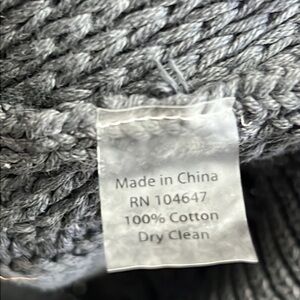 Made in China
RN 104647
100% Cotton
Dry Clean